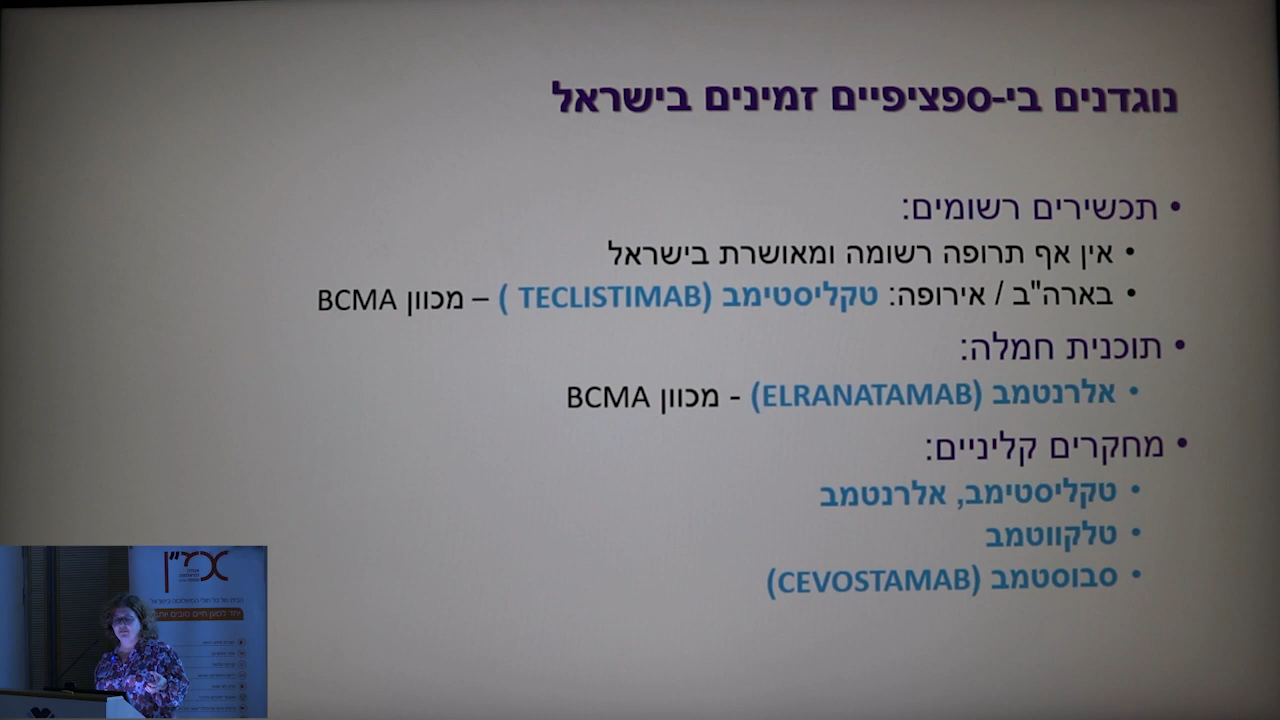 נוגדנים בי-ספציפיים זמינים בישראל
• תכשירים רשומים:
• אין אף תרופה רשומה ומאושרת בישראל
• בארה"ב / אירופה: טקליסטימב (TECLISTIMAB ) – מכוון BCMA
• תוכנית חמלה:
• אלרנטמב (ELRANATAMAB) - מכוון BCMA
• מחקרים קליניים:
• טקליסטימב, אלרנטמב
• טלקווטמב
• סבוסטמב (CEVOSTAMAB)
אמ"ן